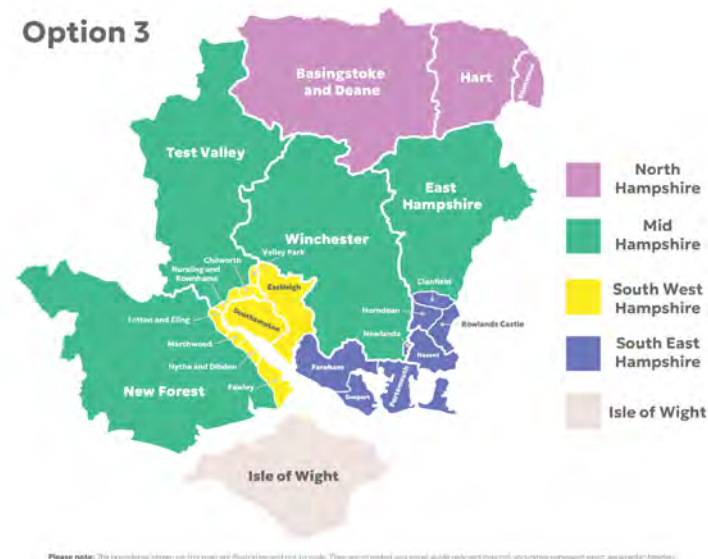 Option 3
Basingstoke
and Deane
Hart
Test Valley
East
Hampshire
Winchester
Valley Park
Chilworth
Nursling and
Rownhams
Eastleigh
Southampton
Totton and Eling
Marchwood
Hythe and Dibden
Fawley
New Forest
Clanfield
Horndean
Rowlands Castle
Newlands
Havant
Fareham
Gosport
Portsmouth
Isle of Wight
North
Hampshire
Mid
Hampshire
South West
Hampshire
South East
Hampshire
Isle of Wight
Please note: